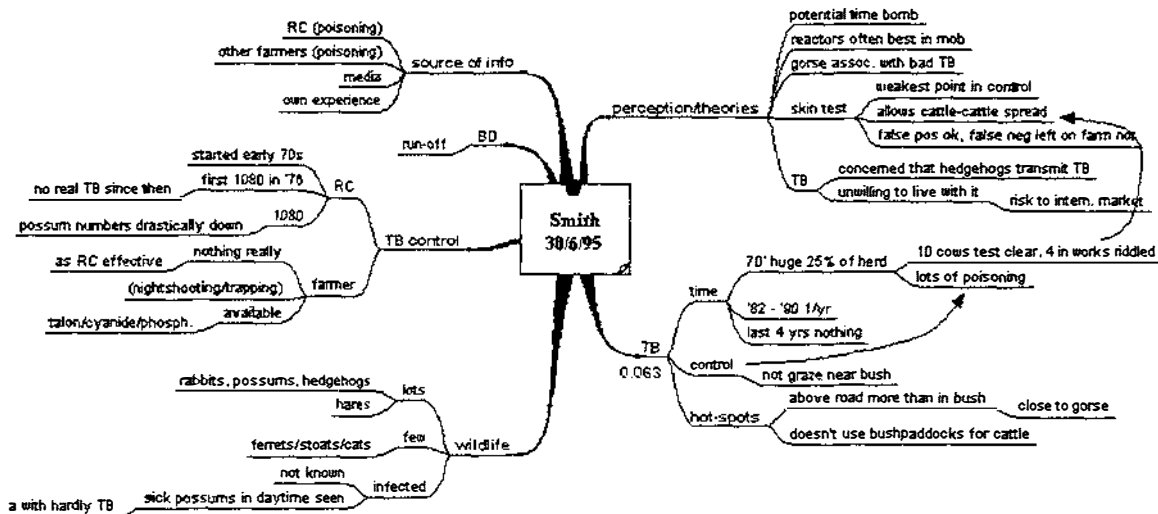 Smith
30/6/95
source of info
RC (poisoning)
other farmers (poisoning)
media
own experience
BD
run-off
TB control
RC
started early 70s
first 1080 in '76
no real TB since then
1080
possum numbers drastically down
farmer
nothing really
as RC effective
(nightshooting/trapping)
available
talon/cyanide/phosph.
wildlife
lots
rabbits, possums, hedgehogs
hares
few
ferrets/stoats/cats
infected
not known
sick possums in daytime seen
a with hardly TB
perception/theories
potential time bomb
reactors often best in mob
gorse assoc. with bad TB
skin test
weakest point in control
allows cattle-cattle spread
false pos ok, false neg left on farm not
TB
concerned that hedgehogs transmit TB
unwilling to live with it
risk to intern. market
TB
0.063
time
70' huge 25% of herd
10 cows test clear, 4 in works riddled
lots of poisoning
'82 - '90 1/yr
last 4 yrs nothing
control
not graze near bush
hot-spots
above road more than in bush
close to gorse
doesn't use bushpaddocks for cattle